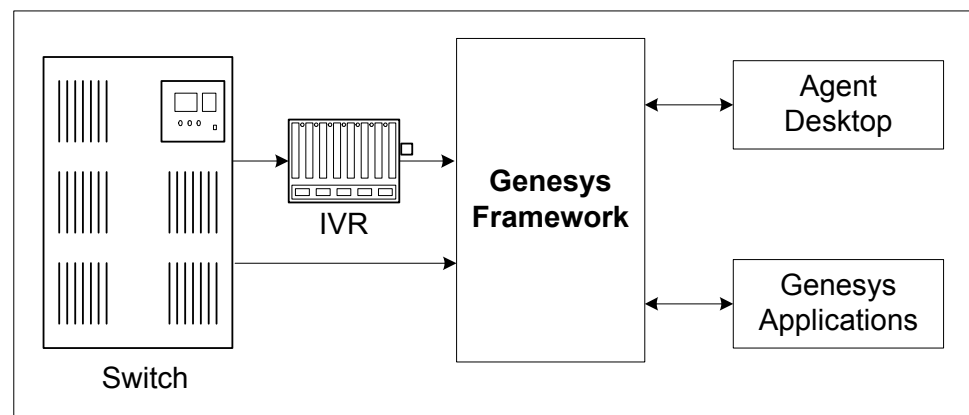 Switch
IVR
Genesys
Framework
Agent
Desktop
Genesys
Applications